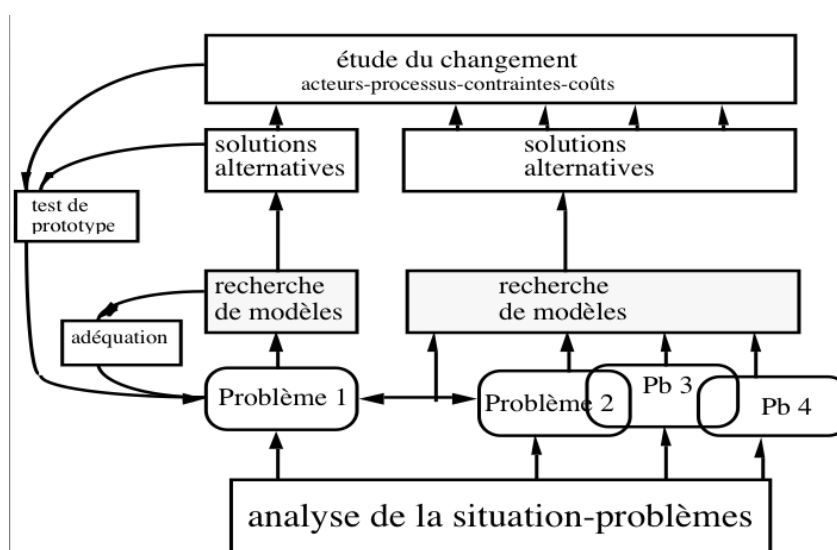 étude du changement
acteurs-processus-contraintes-coûts
solutions
alternatives
solutions
alternatives
test de
prototype
recherche
de modèles
recherche
de modèles
adéquation
Problème 1
Problème 2
Pb 3
Pb 4
analyse de la situation-problèmes